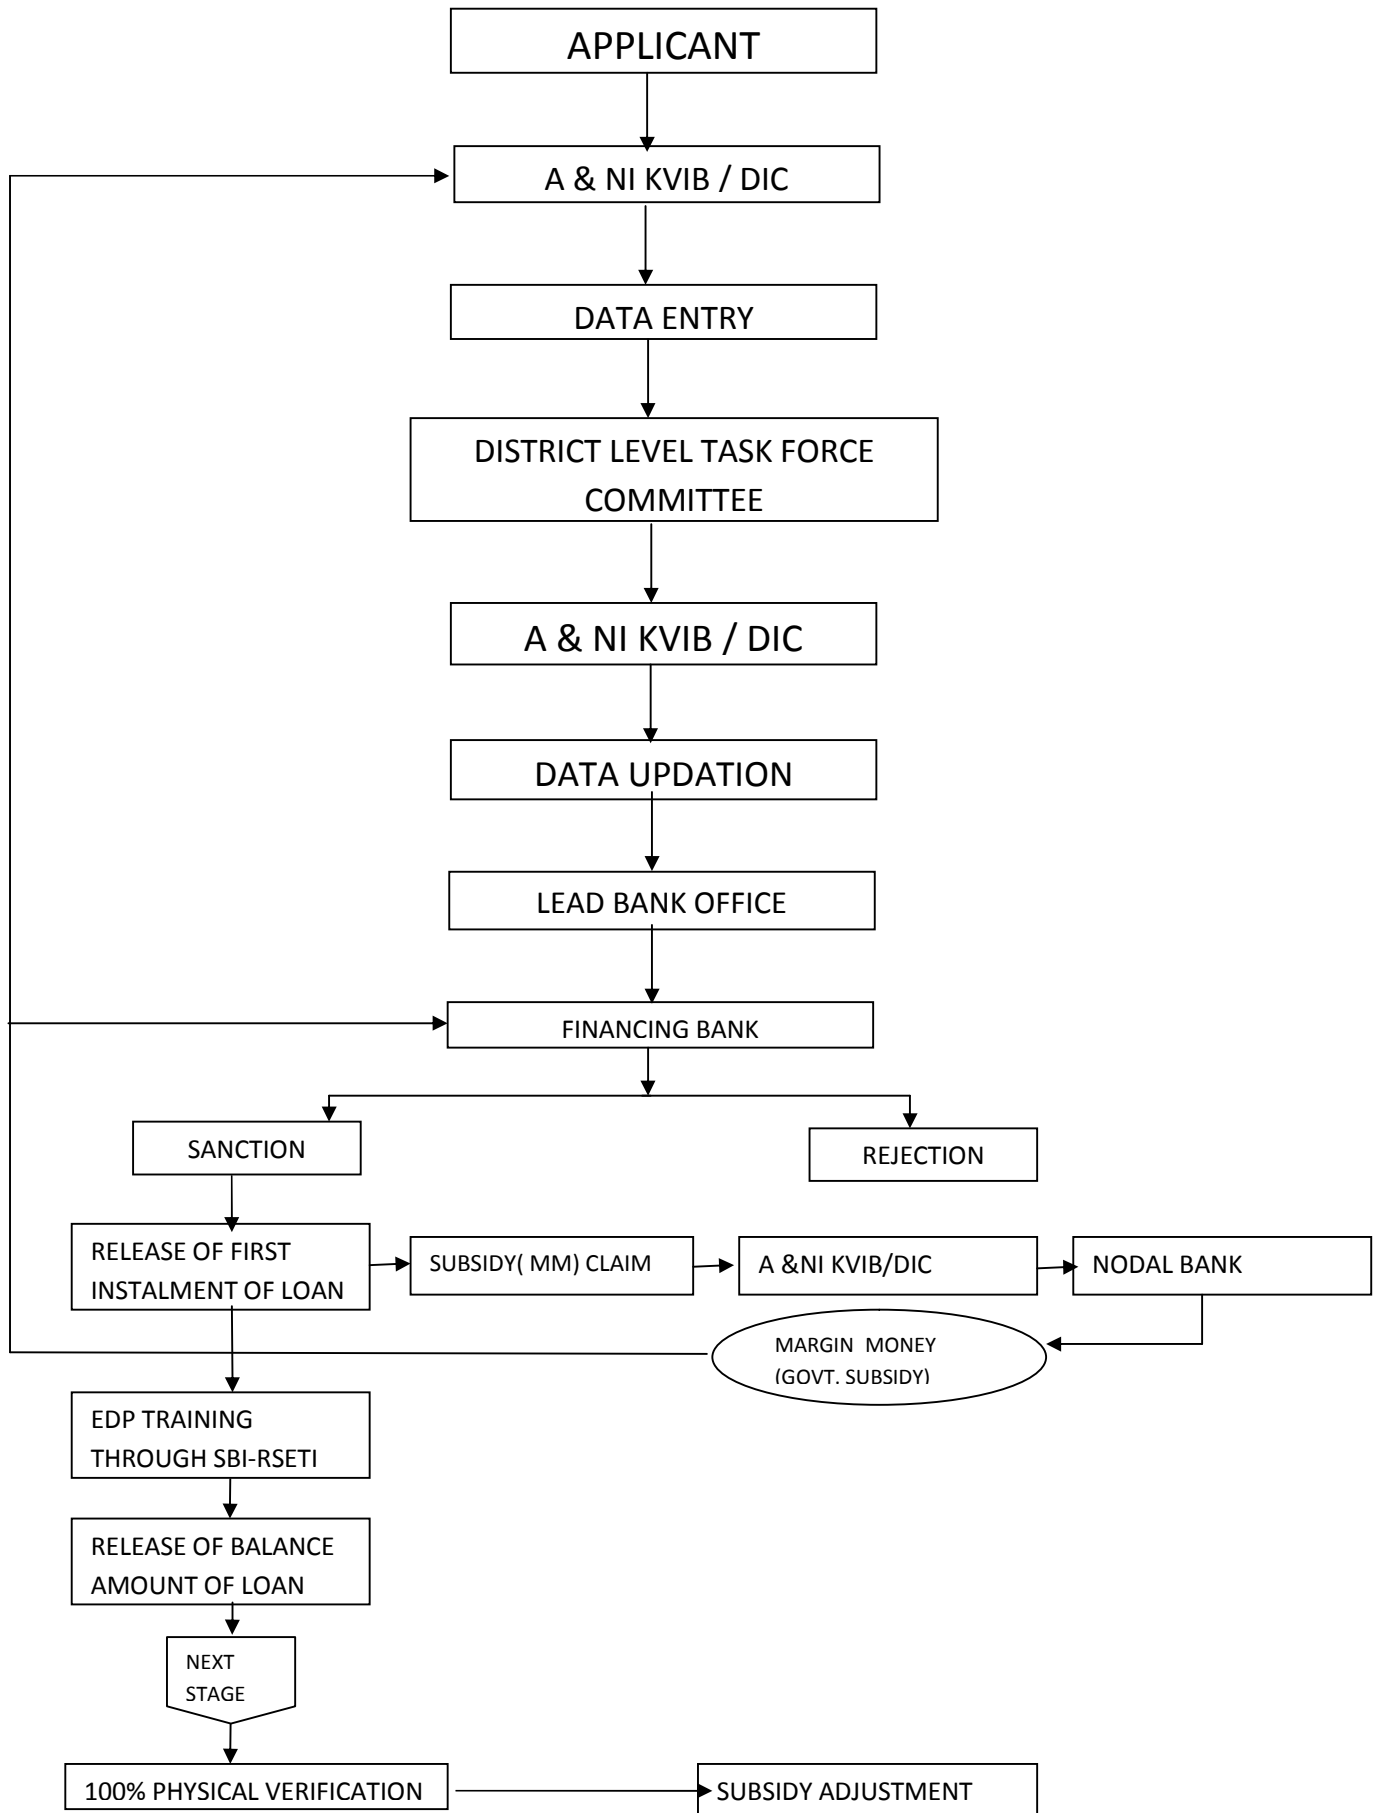 APPLICANT
A & NI KVIB / DIC
DATA ENTRY
DISTRICT LEVEL TASK FORCE
COMMITTEE
A & NI KVIB / DIC
DATA UPDATION
LEAD BANK OFFICE
FINANCING BANK
SANCTION
REJECTION
RELEASE OF FIRST
INSTALMENT OF LOAN
SUBSIDY( MM) CLAIM
A &NI KVIB/DIC
NODAL BANK
MARGIN MONEY
(GOVT. SUBSIDY)
EDP TRAINING
THROUGH SBI-RSETI
RELEASE OF BALANCE
AMOUNT OF LOAN
NEXT
STAGE
100% PHYSICAL VERIFICATION
SUBSIDY ADJUSTMENT